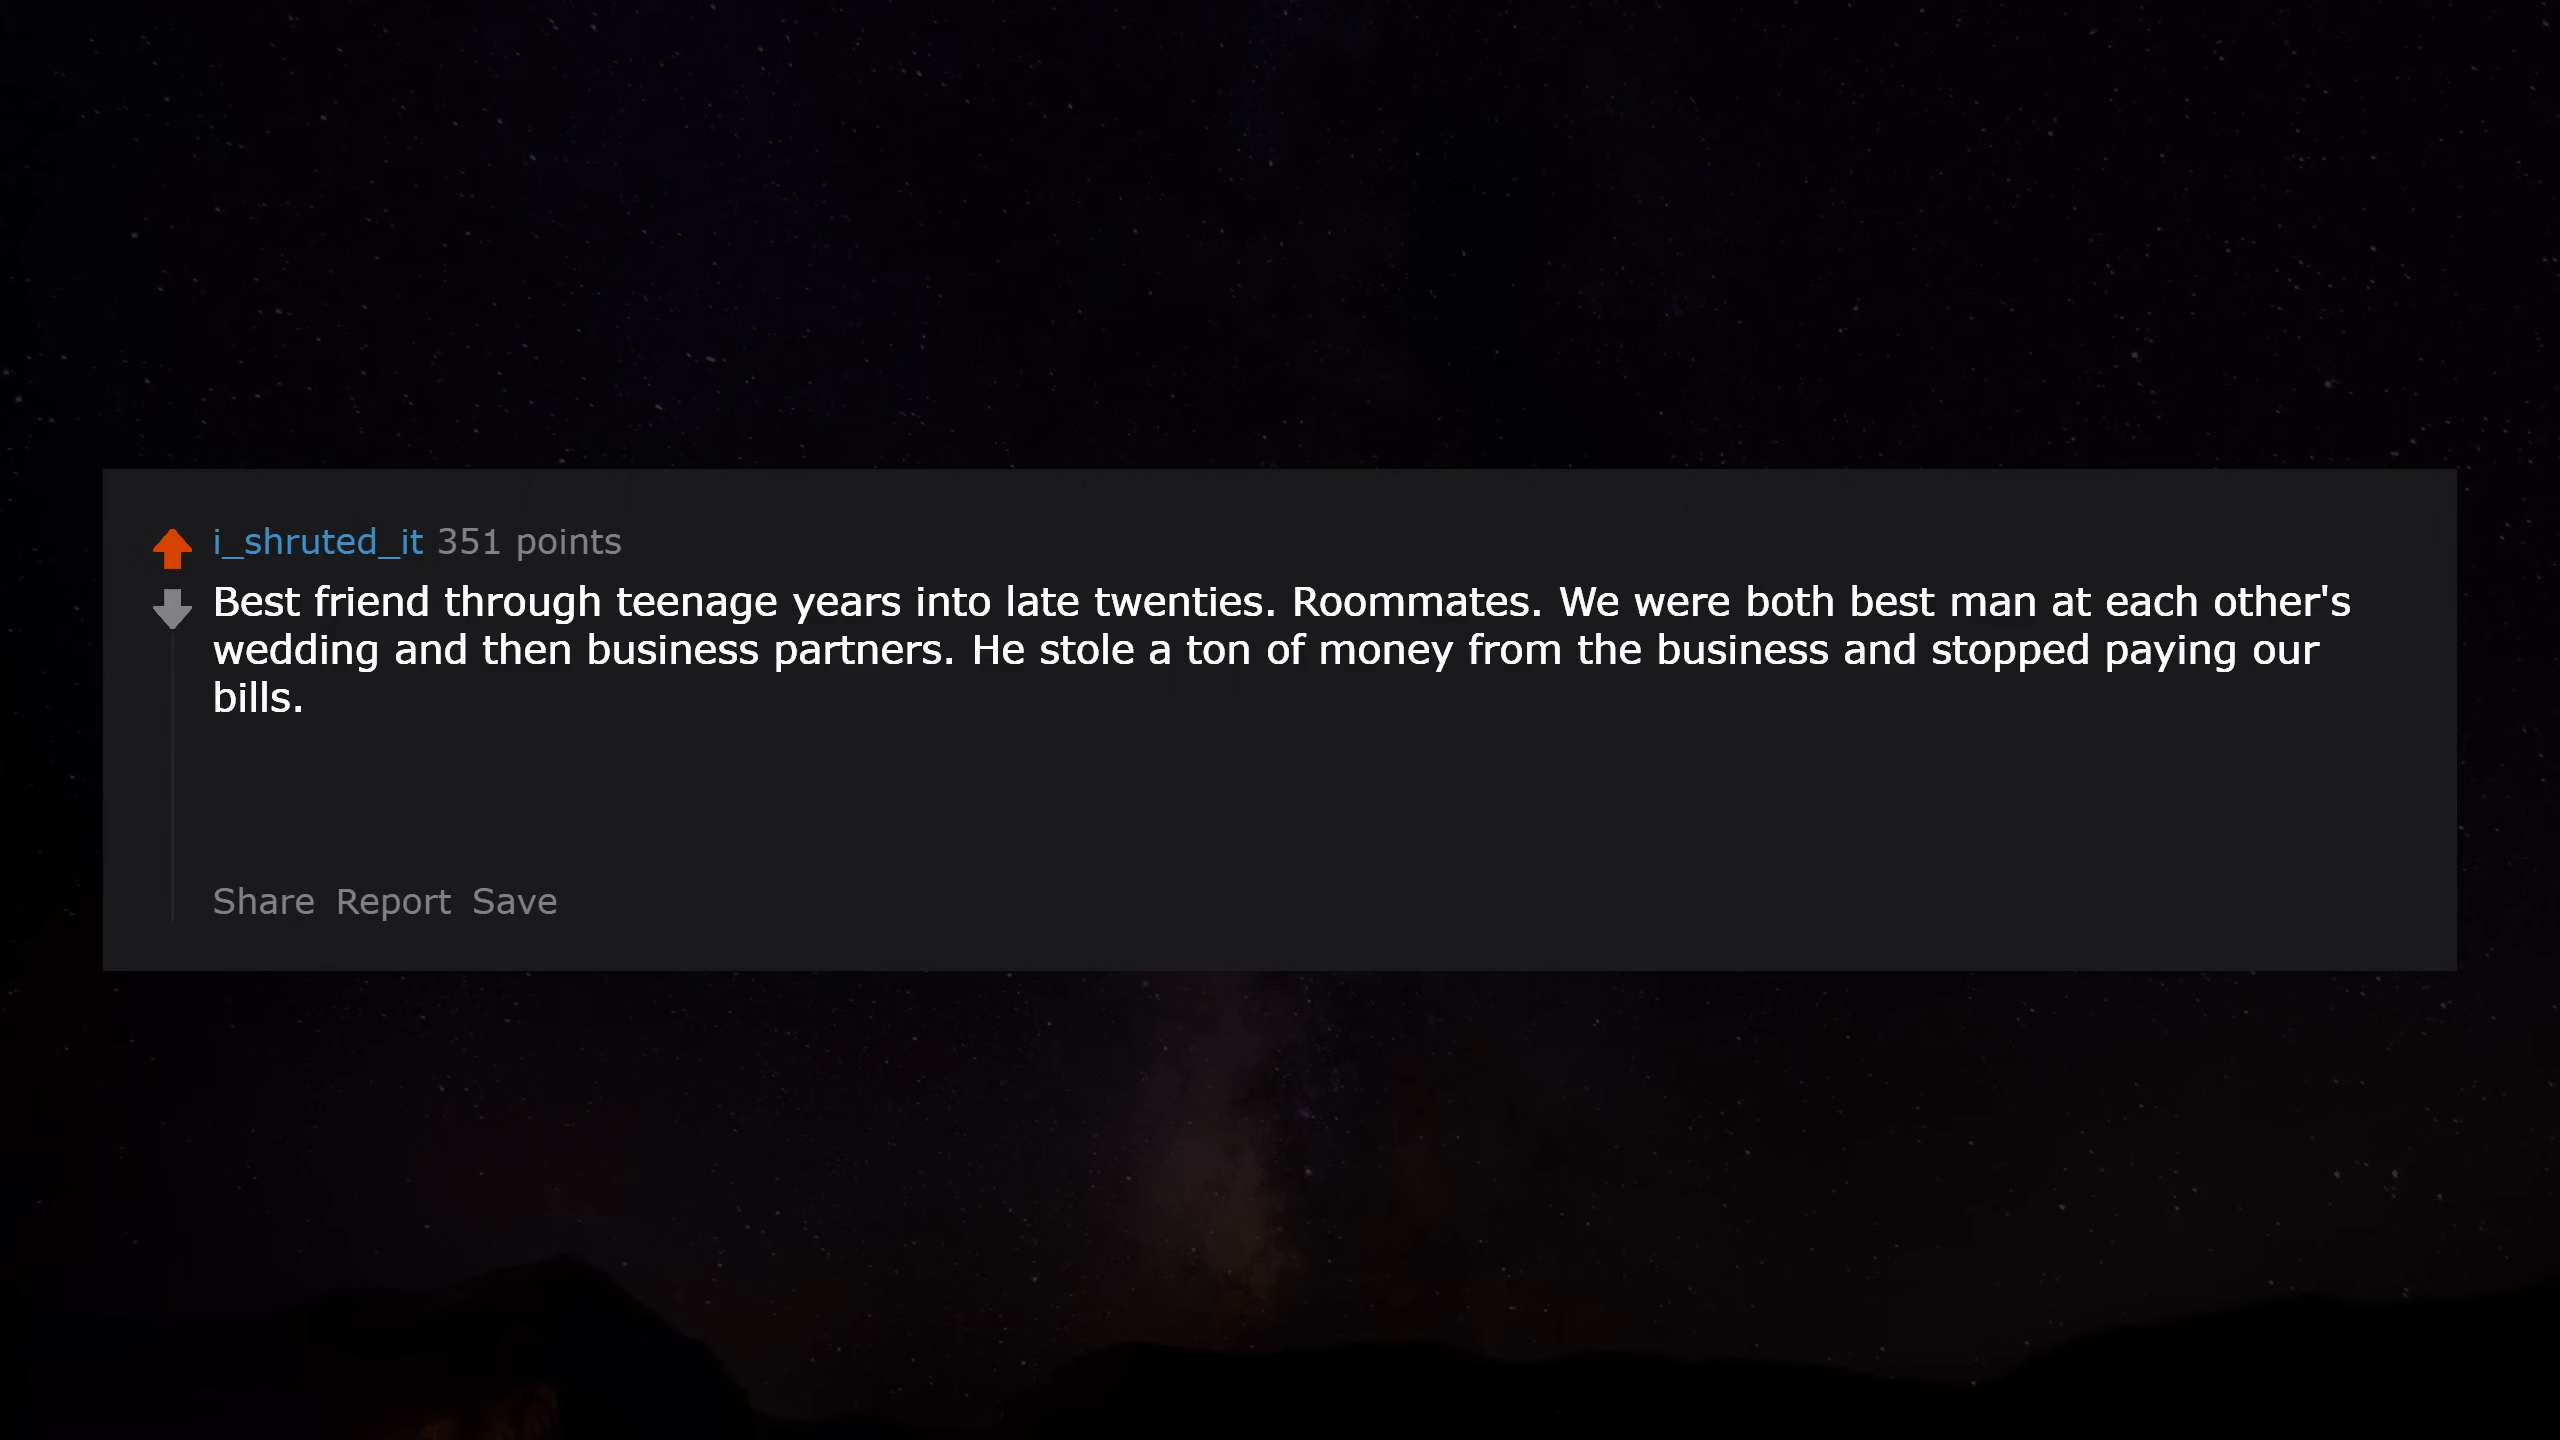 i_shruted_it 351 points
Best friend through teenage years into late twenties. Roommates. We were both best man at each other's
wedding and then business partners. He stole a ton of money from the business and stopped paying our
bills.
Share Report Save